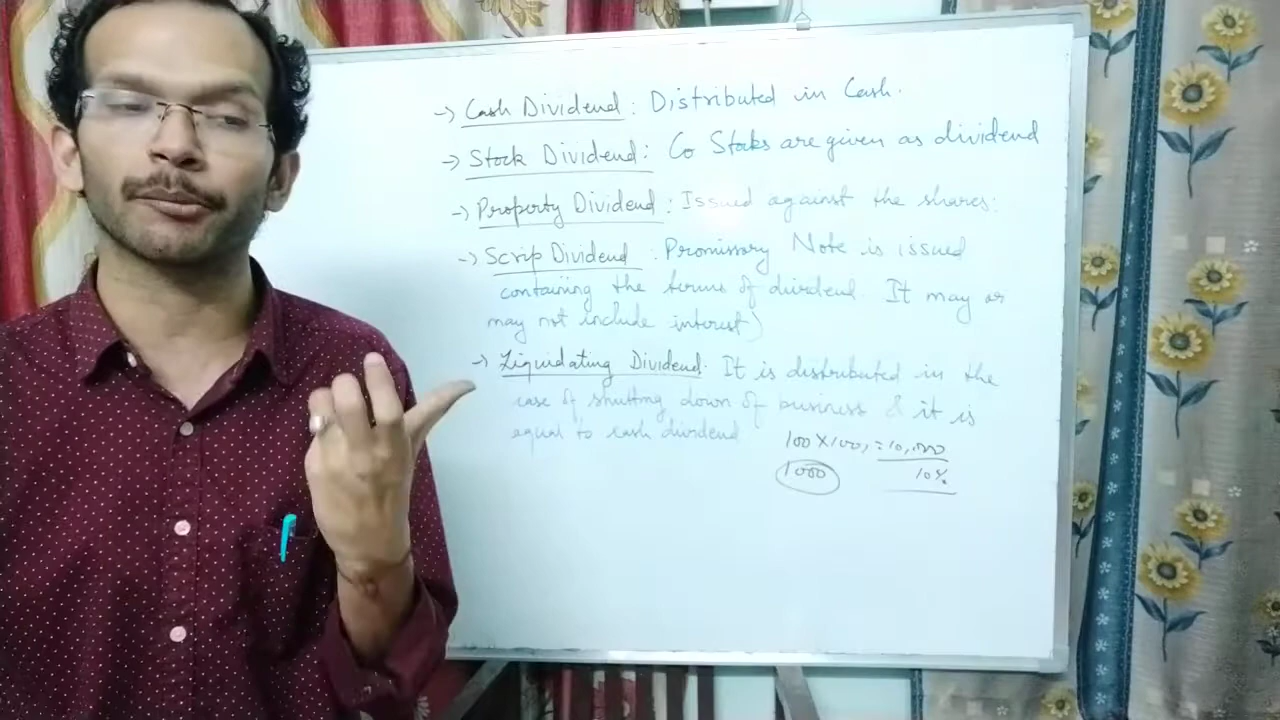 -> Cash Dividend : Distributed in Cash.
-> Stock Dividend : Co Stocks are given as dividend
-> Property Dividend : Issued against the shares:
-> Scrip Dividend : Promissory Note is issued
containing the terms of dividend It may or
may not include interest)
-> Liquidating Dividend. It is distributed in the
case of shutting down of business & it is
equal to cash dividend
100 X 100, = 10,000
1000 10%